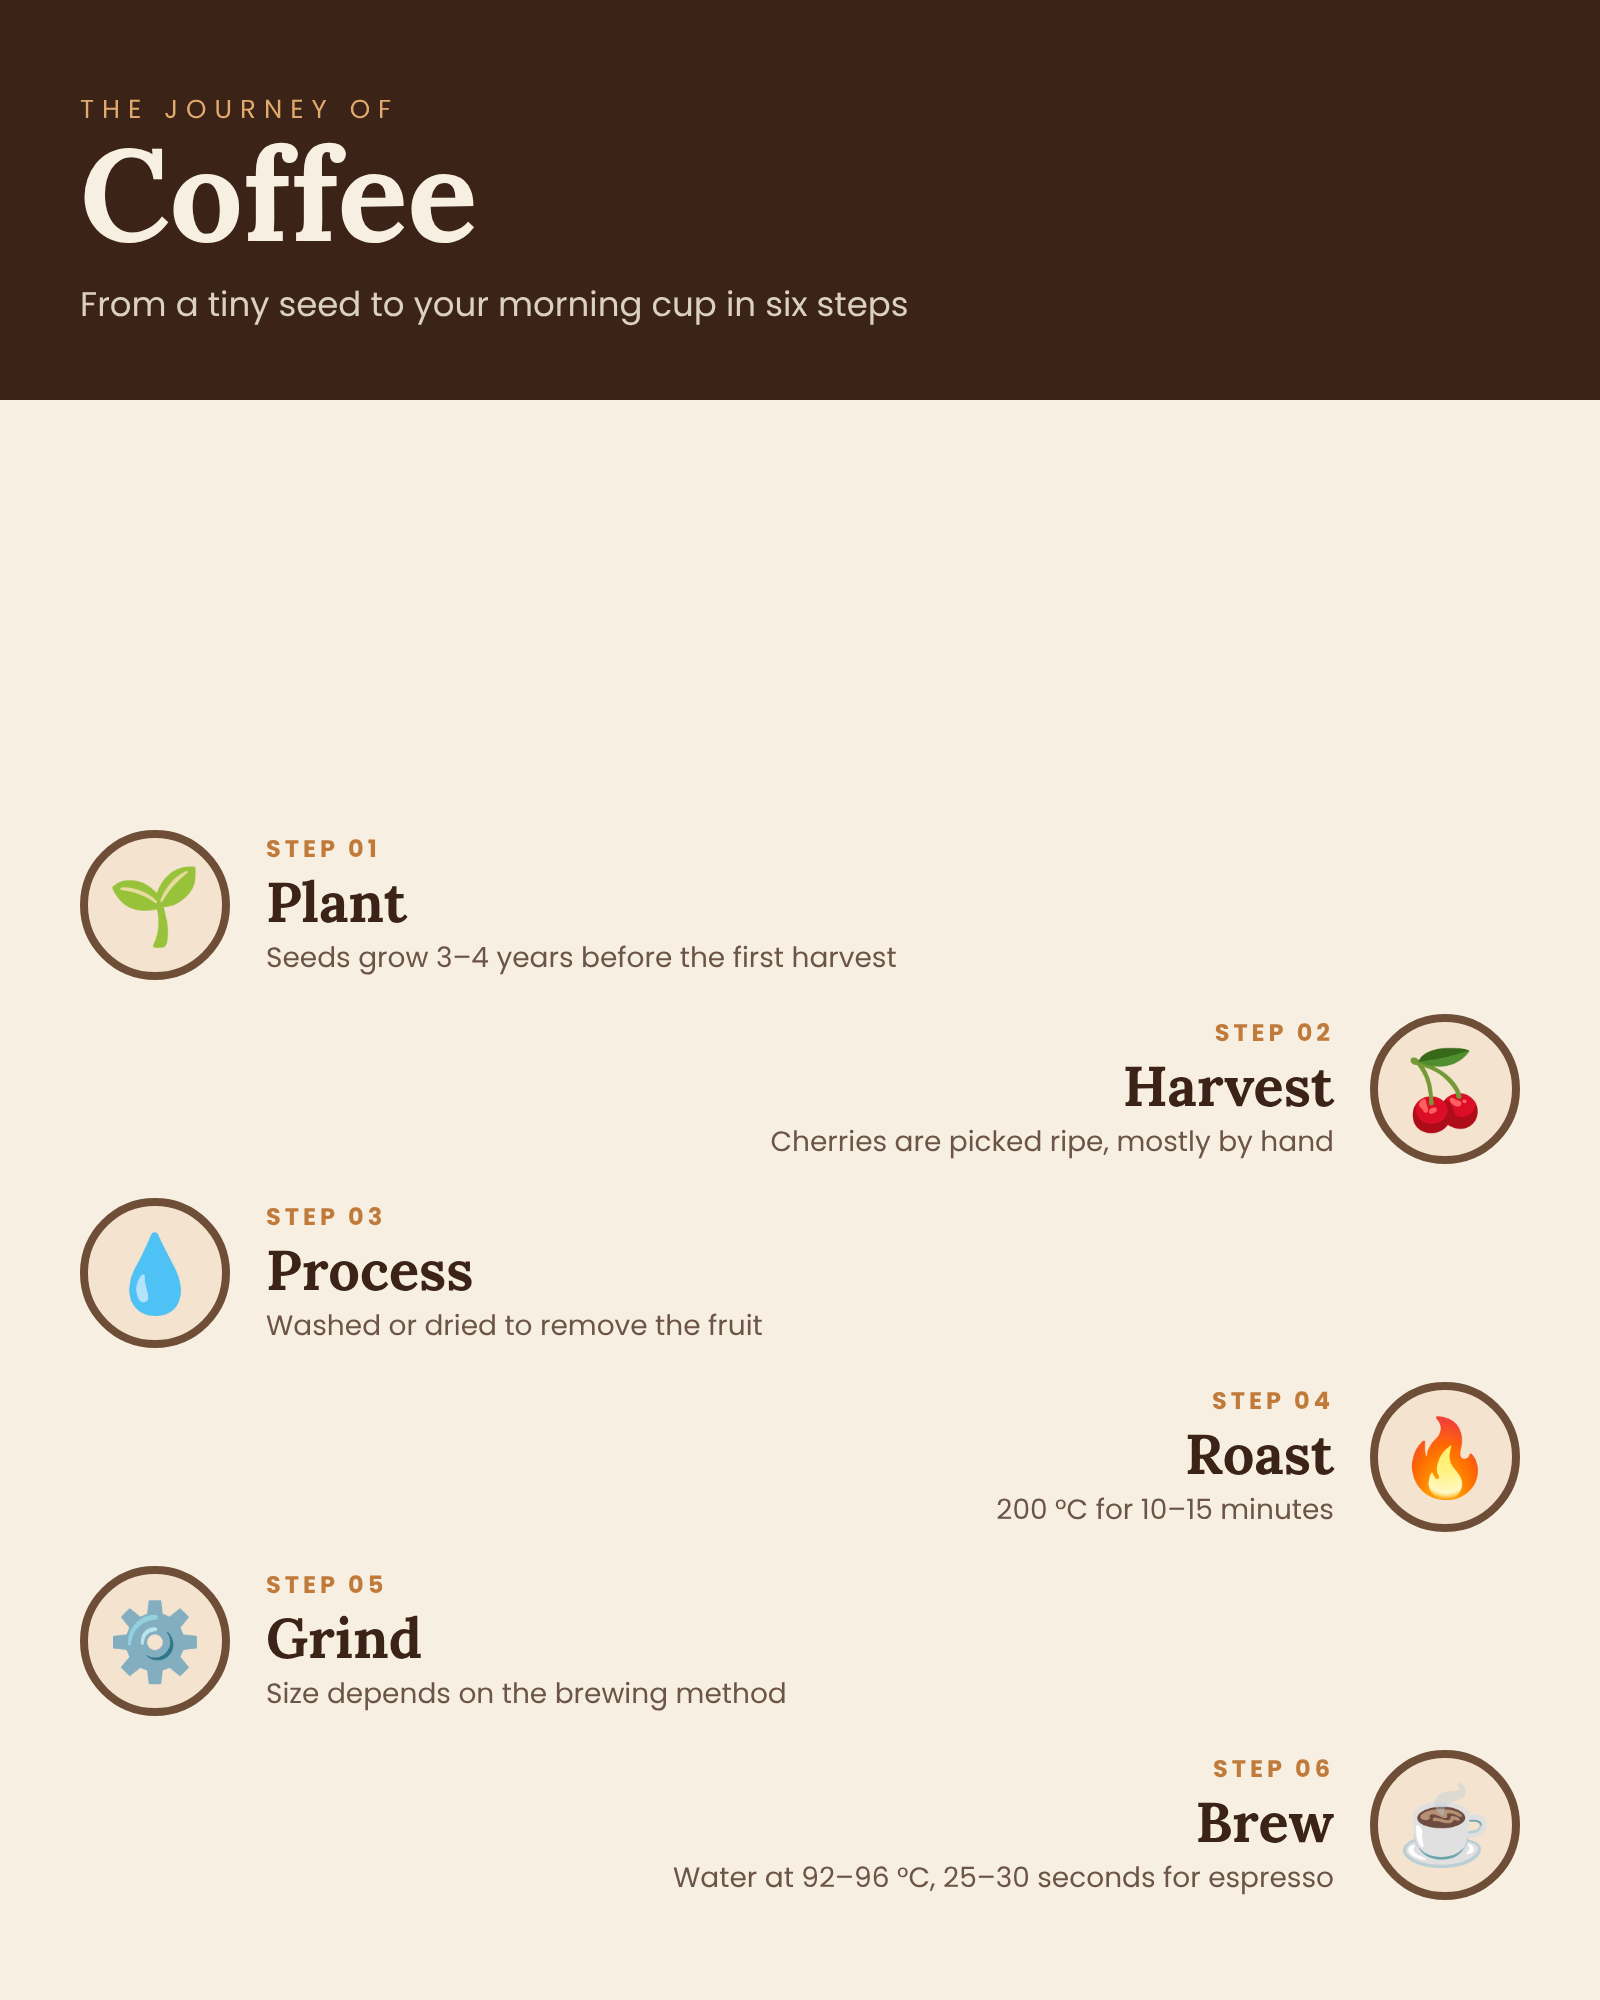 THE JOURNEY OF
Coffee
From a tiny seed to your morning cup in six steps
STEP 01
Plant
Seeds grow 3–4 years before the first harvest
STEP 02
Harvest
Cherries are picked ripe, mostly by hand
STEP 03
Process
Washed or dried to remove the fruit
STEP 04
Roast
200 °C for 10–15 minutes
STEP 05
Grind
Size depends on the brewing method
STEP 06
Brew
Water at 92–96 °C, 25–30 seconds for espresso